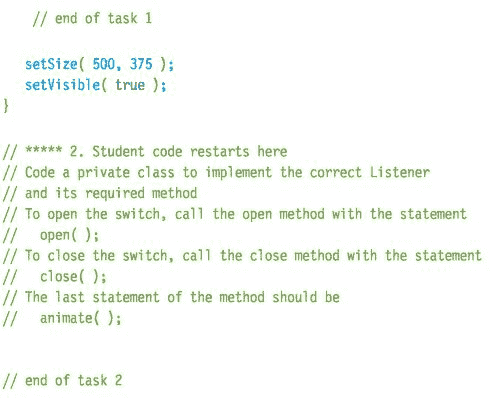 // end of task 1
setSize( 500, 375 );
setVisible( true );
}
// ***** 2. Student code restarts here
// Code a private class to implement the correct Listener
// and its required method
// To open the switch, call the open method with the statement
// open( );
// To close the switch, call the close method with the statement
// close( );
// The last statement of the method should be
// animate( );
// end of task 2